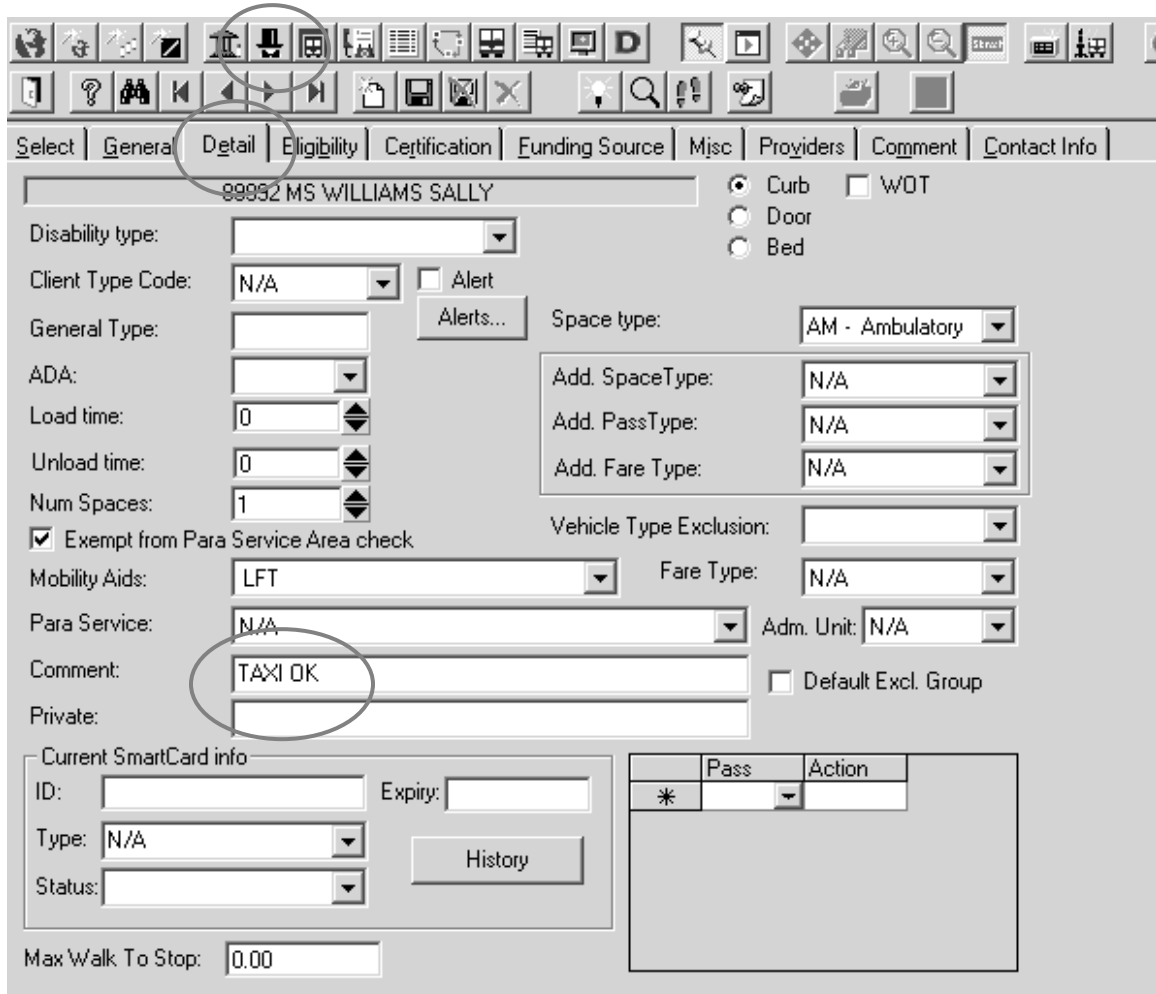 D
Street
Select General Detail Eligibility Certification Funding Source Misc Providers Comment Contact Info
99992 MS WILLIAMS SALLY
Curb WOT
Door
Disability type:
Bed
Client Type Code: N/A Alert
Alerts... Space type: AM - Ambulatory
General Type:
ADA: Add. SpaceType: N/A
Load time: 0 Add. PassType: N/A
Unload time: 0 Add. Fare Type: N/A
Num Spaces: 1
Vehicle Type Exclusion:
Exempt from Para Service Area check
Mobility Aids: LFT Fare Type: N/A
Para Service: N/A Adm. Unit: N/A
Comment: TAXI OK Default Excl. Group
Private:
Current SmartCard info
Pass Action
ID: Expiry:
Type: N/A
History
Status:
Max Walk To Stop: 0.00